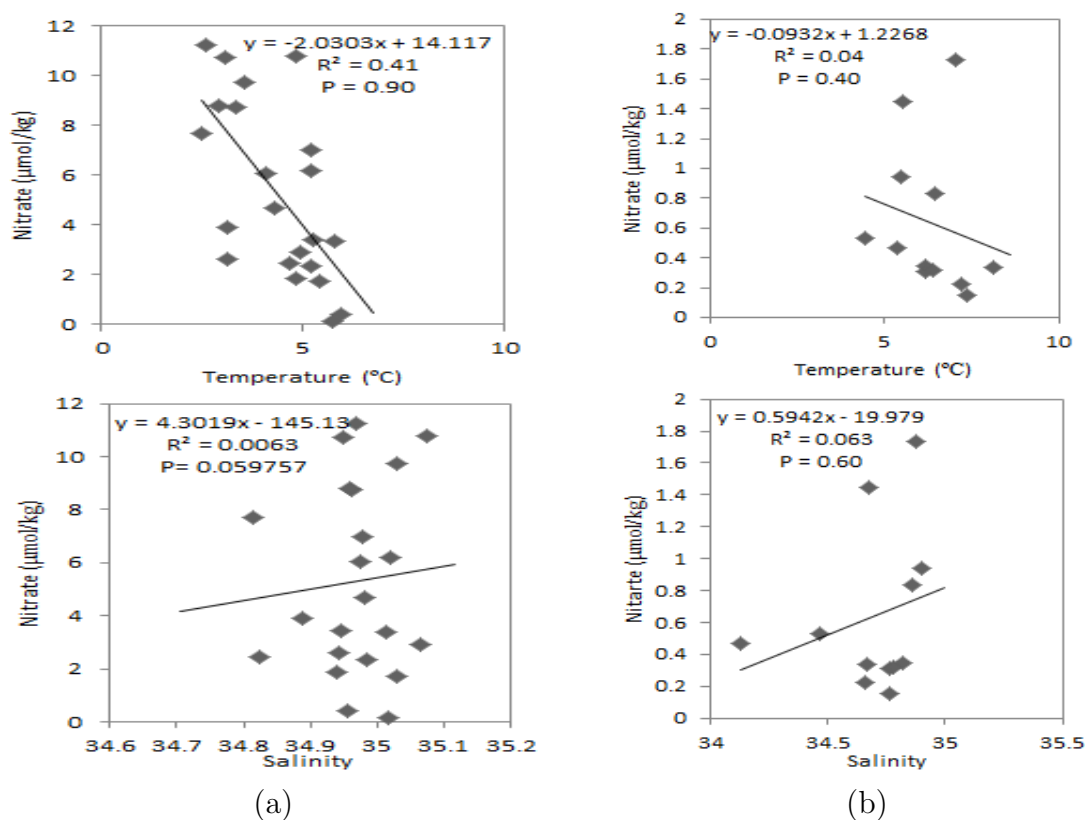 12
10
8
6
4
2
0
0
5
10
Nitrate (μmol/kg)
Temperature (°C)
y = -2.0303x + 14.117
R² = 0.41
P = 0.90
2
1.8
1.6
1.4
1.2
1
0.8
0.6
0.4
0.2
0
0
5
10
Nitrate (μmol/kg)
Temperature (°C)
y = -0.0932x + 1.2268
R² = 0.04
P = 0.40
12
10
8
6
4
2
0
34.6 34.7 34.8 34.9 35 35.1 35.2
Nitrate (μmol/kg)
Salinity
y = 4.3019x - 145.13
R² = 0.0063
P= 0.059757
2
1.8
1.6
1.4
1.2
1
0.8
0.6
0.4
0.2
0
34 34.5 35 35.5
Nitarte (μmol/kg)
Salinity
y = 0.5942x - 19.979
R² = 0.063
P = 0.60
(a)
(b)